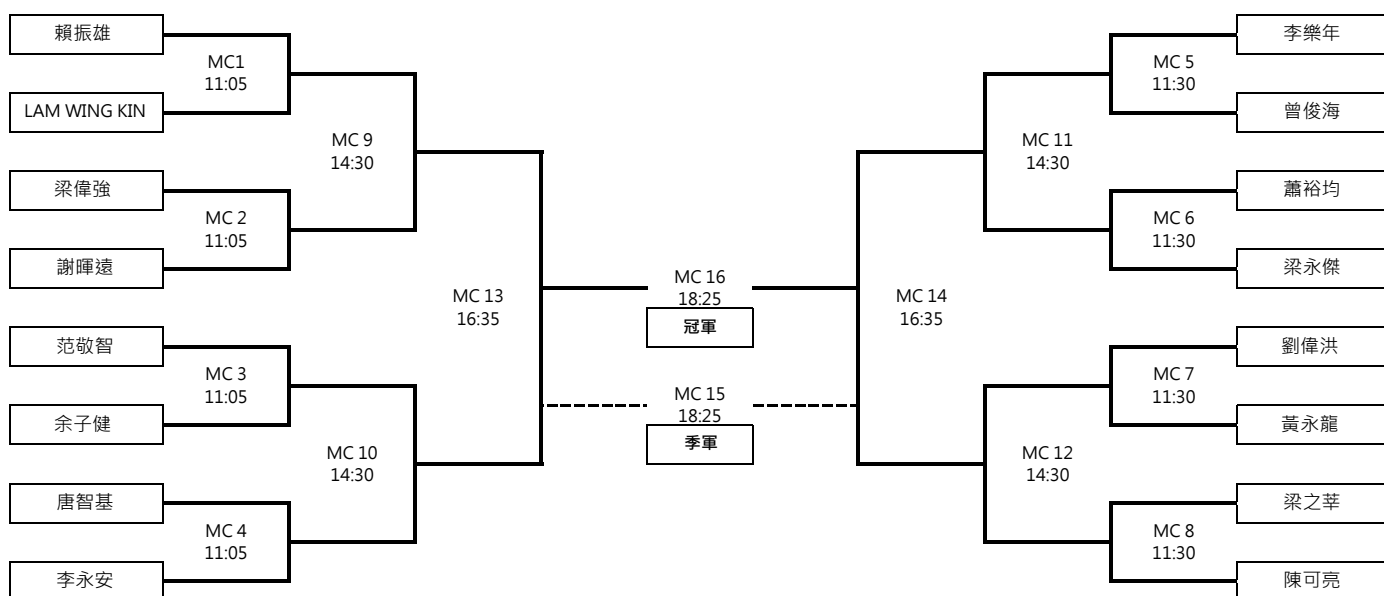 賴振雄
MC1
11:05
LAM WING KIN
MC 9
14:30
梁偉強
MC 2
11:05
謝暉遠
MC 13
16:35
范敬智
MC 3
11:05
余子健
MC 10
14:30
唐智基
MC 4
11:05
李永安
MC 16
18:25
冠軍
MC 15
18:25
季軍
李樂年
MC 5
11:30
曾俊海
MC 11
14:30
蕭裕均
MC 6
11:30
梁永傑
MC 14
16:35
劉偉洪
MC 7
11:30
黃永龍
MC 12
14:30
梁之莘
MC 8
11:30
陳可亮